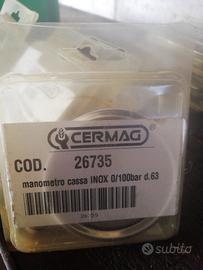 CERMAG
COD. 26735
manometro cassa INOX 0/100bar d.63
subito